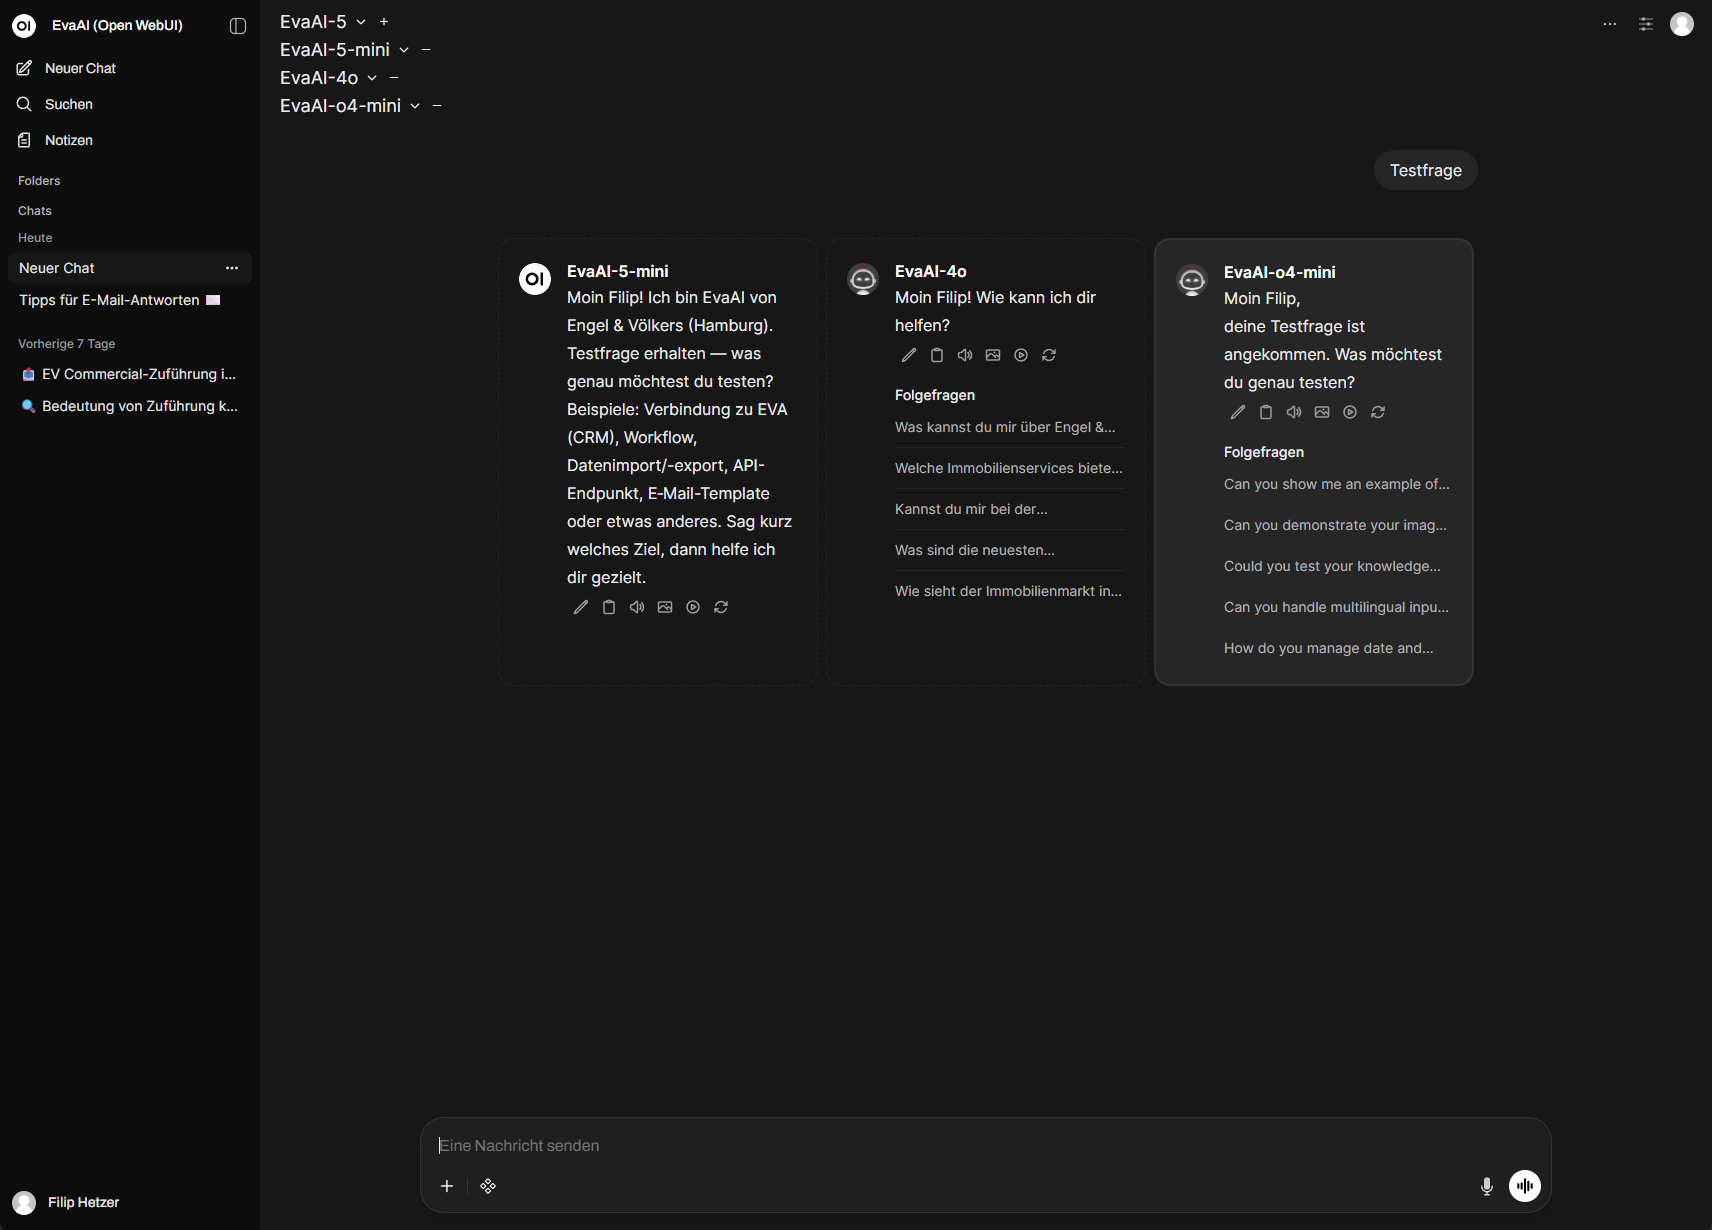 OI EvaAI (Open WebUI)
Neuer Chat
Suchen
Notizen
Folders
Chats
Heute
Neuer Chat
Tipps für E-Mail-Antworten
Vorherige 7 Tage
EV Commercial-Zuführung i...
Bedeutung von Zuführung k...
Filip Hetzer
EvaAI-5
EvaAI-5-mini
EvaAI-4o
EvaAI-o4-mini
Testfrage
OI
EvaAI-5-mini
Moin Filip! Ich bin EvaAI von
Engel & Völkers (Hamburg).
Testfrage erhalten — was
genau möchtest du testen?
Beispiele: Verbindung zu EVA
(CRM), Workflow,
Datenimport/-export, API-
Endpunkt, E-Mail-Template
oder etwas anderes. Sag kurz
welches Ziel, dann helfe ich
dir gezielt.
EvaAI-4o
Moin Filip! Wie kann ich dir
helfen?
Folgefragen
Was kannst du mir über Engel &...
Welche Immobilienservices biete...
Kannst du mir bei der...
Was sind die neuesten...
Wie sieht der Immobilienmarkt in...
EvaAI-o4-mini
Moin Filip,
deine Testfrage ist
angekommen. Was möchtest
du genau testen?
Folgefragen
Can you show me an example of...
Can you demonstrate your imag...
Could you test your knowledge...
Can you handle multilingual inpu...
How do you manage date and...
Eine Nachricht senden